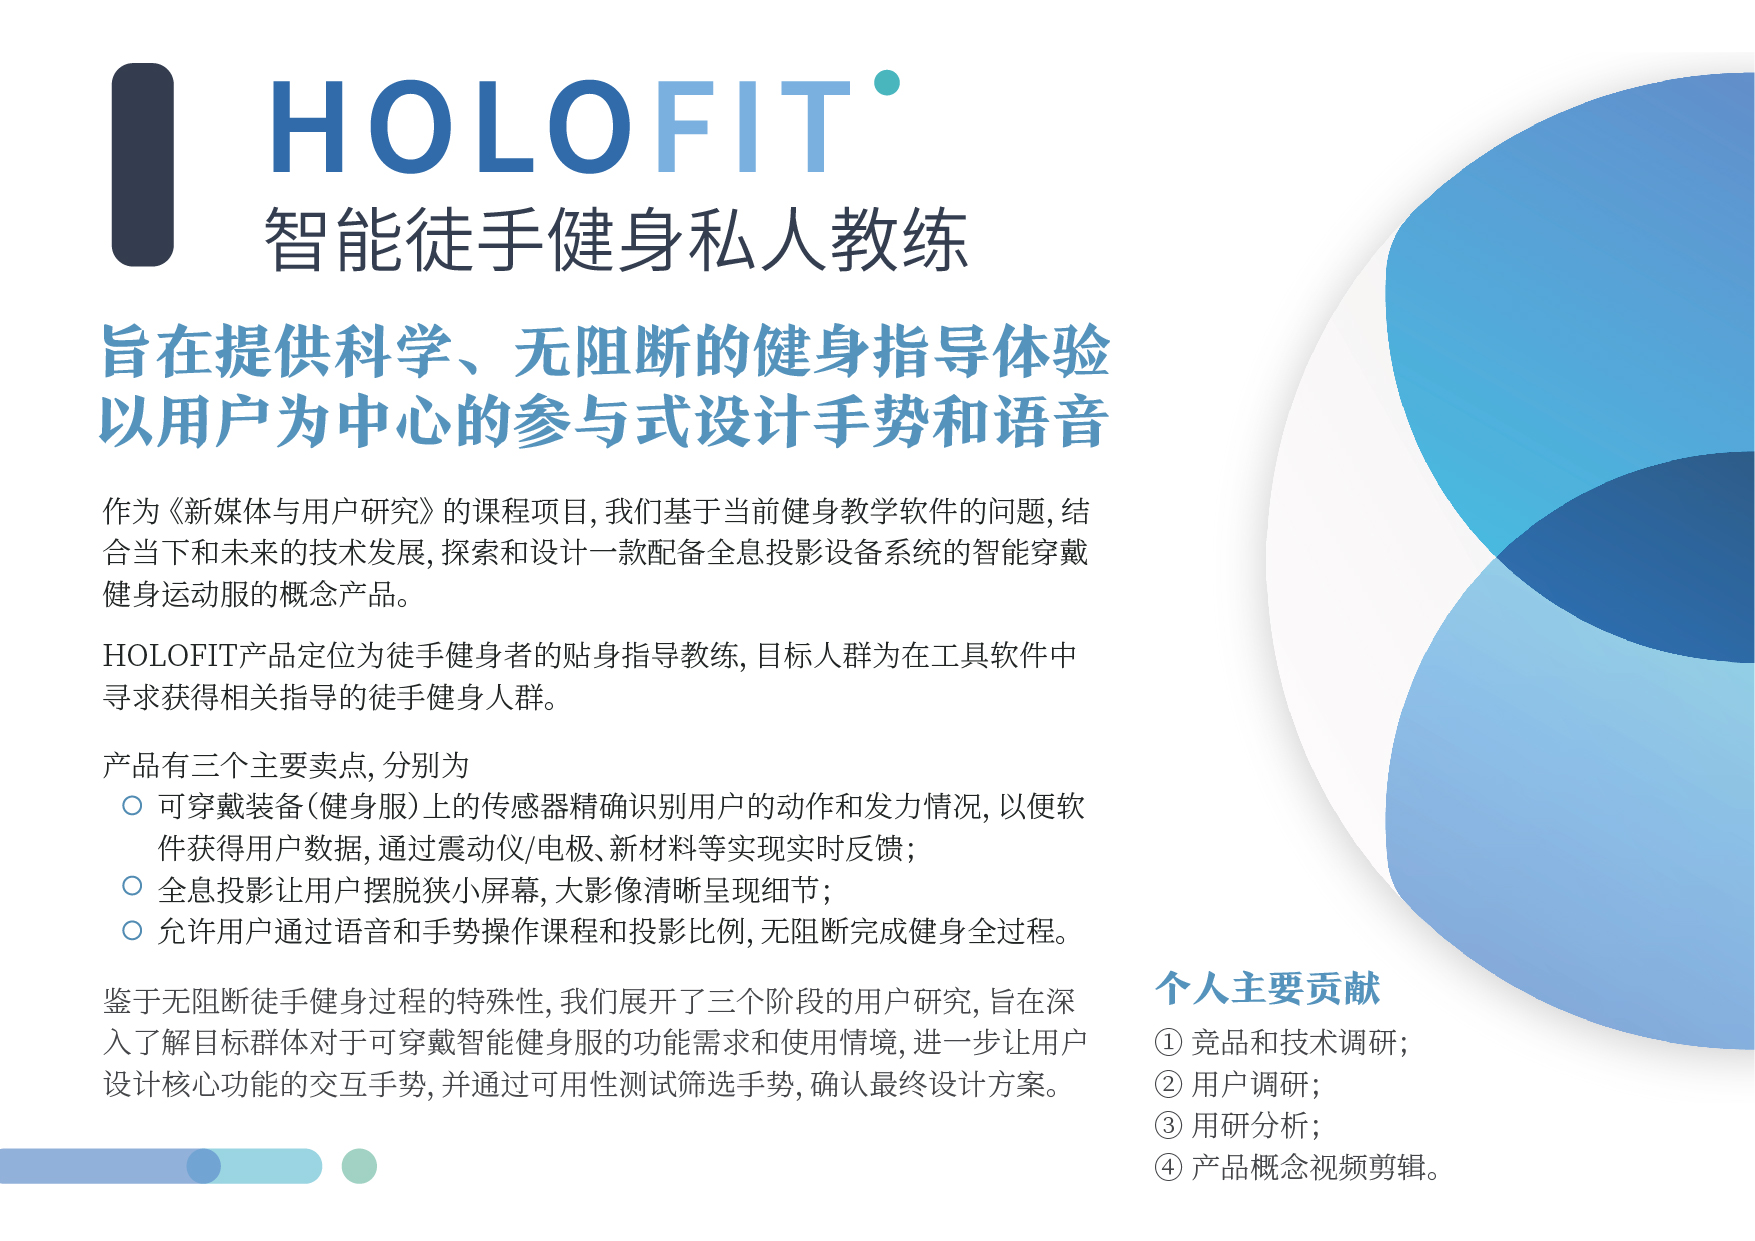 HOLOFIT
智能徒手健身私人教练
旨在提供科学、无阻断的健身指导体验
以用户为中心的参与式设计手势和语音
作为《新媒体与用户研究》的课程项目，我们基于当前健身教学软件的问题，结
合当下和未来的技术发展，探索和设计一款配备全息投影设备系统的智能穿戴
健身运动服的概念产品。
HOLOFIT产品定位为徒手健身者的贴身指导教练，目标人群为在工具软件中
寻求获得相关指导的徒手健身人群。
产品有三个主要卖点，分别为
可穿戴装备（健身服）上的传感器精确识别用户的动作和发力情况，以便软
件获得用户数据，通过震动仪/电极、新材料等实现实时反馈；
全息投影让用户摆脱狭小屏幕，大影像清晰呈现细节；
允许用户通过语音和手势操作课程和投影比例，无阻断完成健身全过程。
鉴于无阻断徒手健身过程的特殊性，我们展开了三个阶段的用户研究，旨在深
入了解目标群体对于可穿戴智能健身服的功能需求和使用情境，进一步让用户
设计核心功能的交互手势，并通过可用性测试筛选手势，确认最终设计方案。
个人主要贡献
① 竞品和技术调研；
② 用户调研；
③ 用研分析；
④ 产品概念视频剪辑。